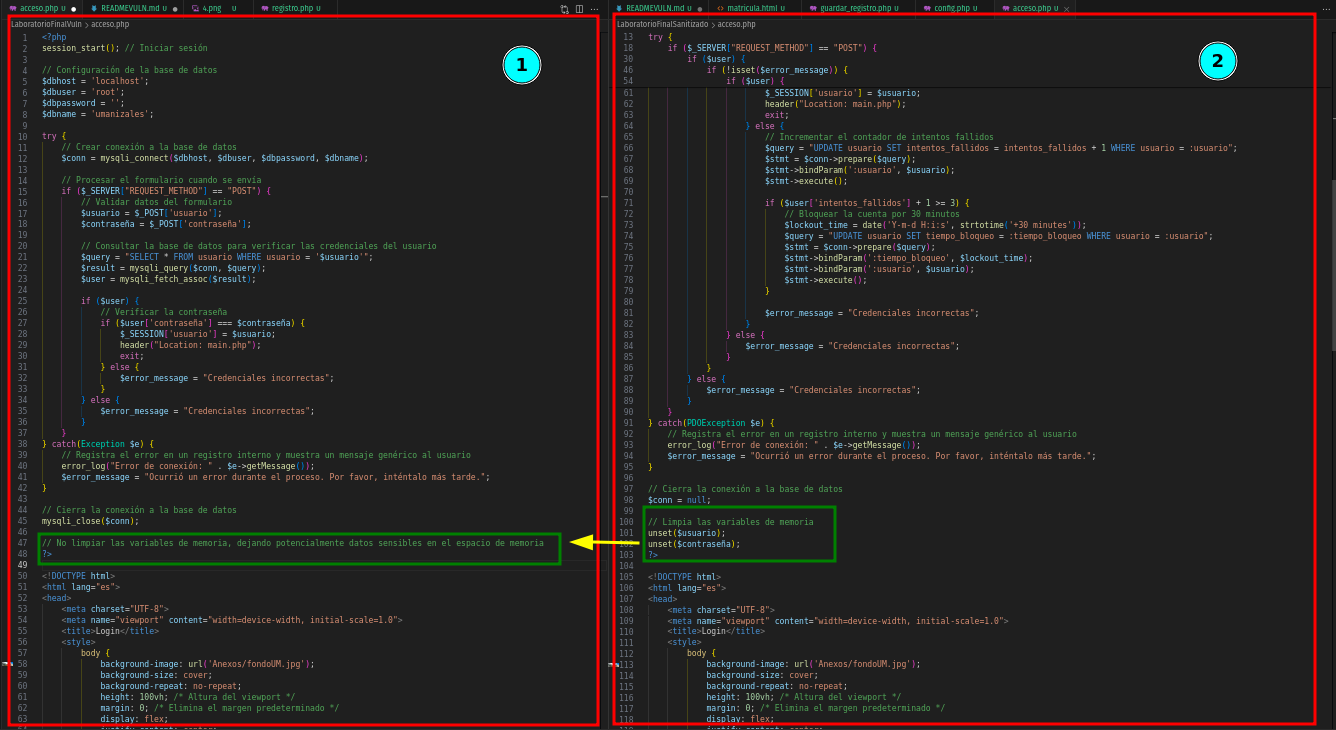 acceso.php U
README.VULN.md U
4.png U
registro.php U
LaboratorioFinalVuln > acceso.php
1
1 <?php
2 session_start(); // Iniciar sesión
3
4 // Configuración de la base de datos
5 $dbhost = 'localhost';
6 $dbuser = 'root';
7 $dbpassword = '';
8 $dbname = 'umanizales';
9
10 try {
11 // Crear conexión a la base de datos
12 $conn = mysqli_connect($dbhost, $dbuser, $dbpassword, $dbname);
13
14 // Procesar el formulario cuando se envía
15 if ($_SERVER["REQUEST_METHOD"] == "POST") {
16 // Validar datos del formulario
17 $usuario = $_POST['usuario'];
18 $contraseña = $_POST['contraseña'];
19
20 // Consultar la base de datos para verificar las credenciales del usuario
21 $query = "SELECT * FROM usuario WHERE usuario = '$usuario'";
22 $result = mysqli_query($conn, $query);
23 $user = mysqli_fetch_assoc($result);
24
25 if ($user) {
26 // Verificar la contraseña
27 if ($user['contraseña'] === $contraseña) {
28 $_SESSION['usuario'] = $usuario;
29 header("Location: main.php");
30 exit;
31 } else {
32 $error_message = "Credenciales incorrectas";
33 }
34 } else {
35 $error_message = "Credenciales incorrectas";
36 }
37 }
38 } catch(Exception $e) {
39 // Registra el error en un registro interno y muestra un mensaje genérico al usuario
40 error_log("Error de conexión: " . $e->getMessage());
41 $error_message = "Ocurrió un error durante el proceso. Por favor, inténtalo más tarde.";
42 }
43
44 // Cierra la conexión a la base de datos
45 mysqli_close($conn);
46
47 // No limpiar las variables de memoria, dejando potencialmente datos sensibles en el espacio de memoria
48 ?>
49
50 <!DOCTYPE html>
51 <html lang="es">
52 <head>
53 <meta charset="UTF-8">
54 <meta name="viewport" content="width=device-width, initial-scale=1.0">
55 <title>Login</title>
56 <style>
57 body {
58 background-image: url('Anexos/fondoUM.jpg');
59 background-size: cover;
60 background-repeat: no-repeat;
61 height: 100vh; /* Altura del viewport */
62 margin: 0; /* Elimina el margen predeterminado */
63 display: flex;
README.VULN.md U
matricula.html U
guardar_registro.php U
config.php U
acceso.php U
LaboratorioFinalSanitizado > acceso.php
2
13 try {
18 if ($_SERVER["REQUEST_METHOD"] == "POST") {
30 if ($user) {
46 if (!isset($error_message)) {
54 if ($user) {
61 $_SESSION['usuario'] = $usuario;
62 header("Location: main.php");
63 exit;
64 } else {
65 // Incrementar el contador de intentos fallidos
66 $query = "UPDATE usuario SET intentos_fallidos = intentos_fallidos + 1 WHERE usuario = :usuario";
67 $stmt = $conn->prepare($query);
68 $stmt->bindParam(':usuario', $usuario);
69 $stmt->execute();
70
71 if ($user['intentos_fallidos'] + 1 >= 3) {
72 // Bloquear la cuenta por 30 minutos
73 $lockout_time = date('Y-m-d H:i:s', strtotime('+30 minutes'));
74 $query = "UPDATE usuario SET tiempo_bloqueo = :tiempo_bloqueo WHERE usuario = :usuario";
75 $stmt = $conn->prepare($query);
76 $stmt->bindParam(':tiempo_bloqueo', $lockout_time);
77 $stmt->bindParam(':usuario', $usuario);
78 $stmt->execute();
79 }
80
81 $error_message = "Credenciales incorrectas";
82 }
83 } else {
84 $error_message = "Credenciales incorrectas";
85 }
86 }
87 } else {
88 $error_message = "Credenciales incorrectas";
89 }
90 }
91 } catch(PDOException $e) {
92 // Registra el error en un registro interno y muestra un mensaje genérico al usuario
93 error_log("Error de conexión: " . $e->getMessage());
94 $error_message = "Ocurrió un error durante el proceso. Por favor, inténtalo más tarde.";
95 }
96
97 // Cierra la conexión a la base de datos
98 $conn = null;
99
100 // Limpia las variables de memoria
101 unset($usuario);
102 unset($contraseña);
103 ?>
104
105 <!DOCTYPE html>
106 <html lang="es">
107 <head>
108 <meta charset="UTF-8">
109 <meta name="viewport" content="width=device-width, initial-scale=1.0">
110 <title>Login</title>
111 <style>
112 body {
113 background-image: url('Anexos/fondoUM.jpg');
114 background-size: cover;
115 background-repeat: no-repeat;
116 height: 100vh; /* Altura del viewport */
117 margin: 0; /* Elimina el margen predeterminado */
118 display: flex;